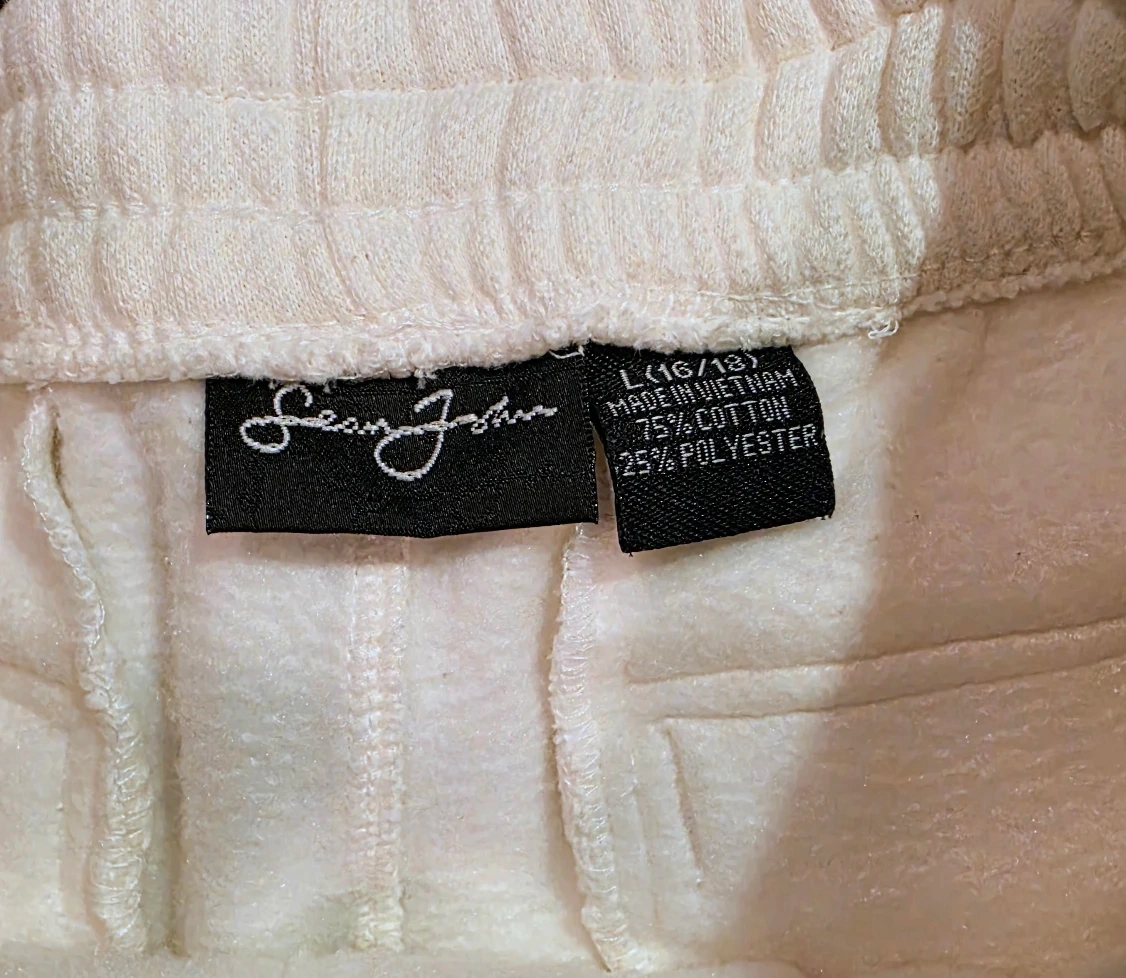 Sean John
L(16/18)
MADE IN VIETNAM
75% COTTON
25% POLYESTER